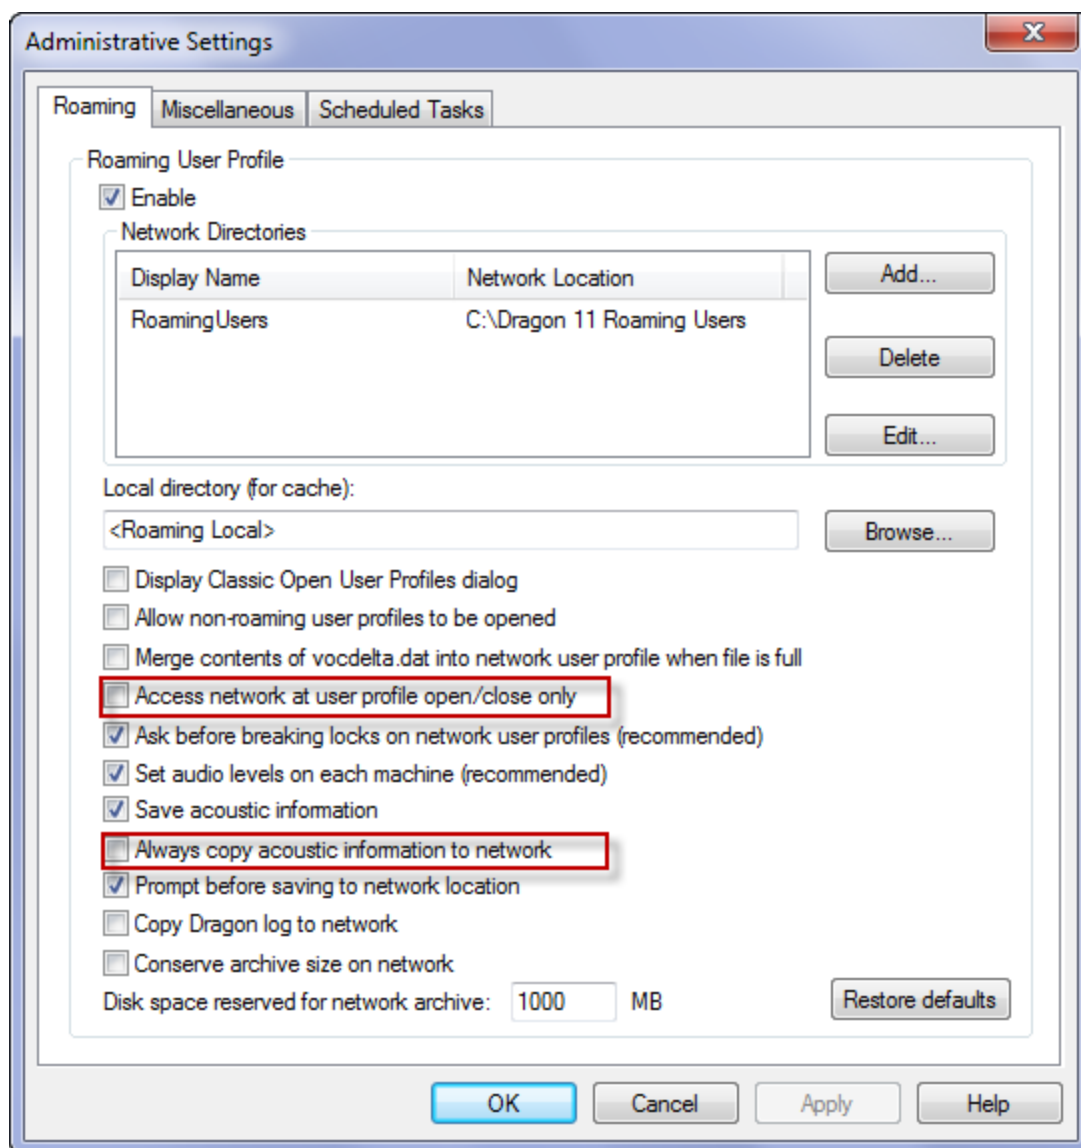 Administrative Settings
Roaming Miscellaneous Scheduled Tasks
Roaming User Profile
Enable
Network Directories
Display Name Network Location
RoamingUsers C:\Dragon 11 Roaming Users
Add...
Delete
Edit...
Local directory (for cache):
<Roaming Local> Browse...
Display Classic Open User Profiles dialog
Allow non-roaming user profiles to be opened
Merge contents of vocdelta.dat into network user profile when file is full
Access network at user profile open/close only
Ask before breaking locks on network user profiles (recommended)
Set audio levels on each machine (recommended)
Save acoustic information
Always copy acoustic information to network
Prompt before saving to network location
Copy Dragon log to network
Conserve archive size on network
Disk space reserved for network archive: 1000 MB Restore defaults
OK Cancel Apply Help